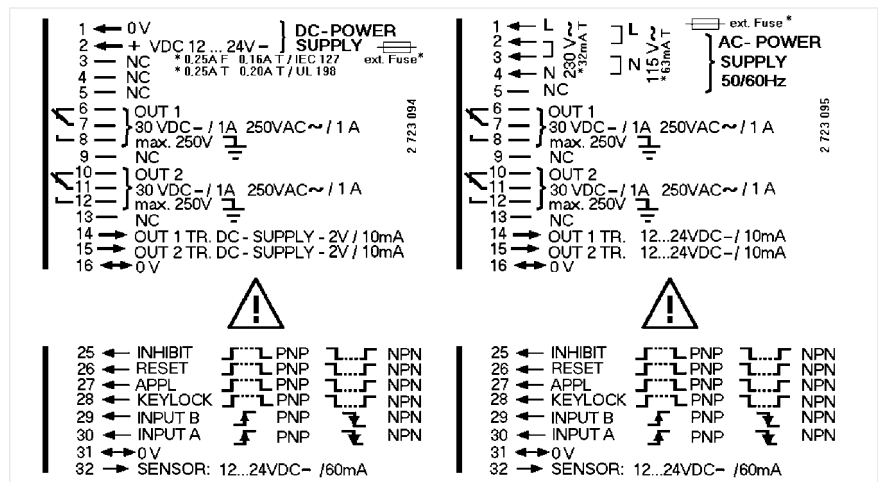 1 0 V DC-POWER
2 + VDC 12 ... 24V– SUPPLY
3 NC * 0.25A F 0.16A T / IEC 127 ext. Fuse*
4 NC * 0.25A T 0.20A T / UL 198
5 NC
6 OUT 1
7 30 VDC–/ 1A 250VAC~/ 1 A
8 max. 250V
9 NC
10 OUT 2
11 30 VDC–/ 1A 250VAC~/ 1 A
12 max. 250V
13 NC
14 OUT 1 TR. DC - SUPPLY - 2V / 10mA
15 OUT 2 TR. DC - SUPPLY - 2V / 10mA
16 0 V
2 723 094
25 INHIBIT PNP NPN
26 RESET PNP NPN
27 APPL PNP NPN
28 KEYLOCK PNP NPN
29 INPUT B PNP NPN
30 INPUT A PNP NPN
31 0 V
32 SENSOR: 12...24VDC– /60mA
1 L L ext. Fuse *
2 AC- POWER
3 230 V~ *32mA T N 115 V~ *63mA T SUPPLY
4 N 50/60Hz
5 NC
6 OUT 1
7 30 VDC–/ 1A 250VAC~/ 1 A
8 max. 250V
9 NC
10 OUT 2
11 30 VDC–/ 1A 250VAC~/ 1 A
12 max. 250V
13 NC
14 OUT 1 TR. 12...24VDC–/ 10mA
15 OUT 2 TR. 12...24VDC–/ 10mA
16 0 V
2 723 095
!
!
25 INHIBIT PNP NPN
26 RESET PNP NPN
27 APPL PNP NPN
28 KEYLOCK PNP NPN
29 INPUT B PNP NPN
30 INPUT A PNP NPN
31 0 V
32 SENSOR: 12...24VDC– /60mA